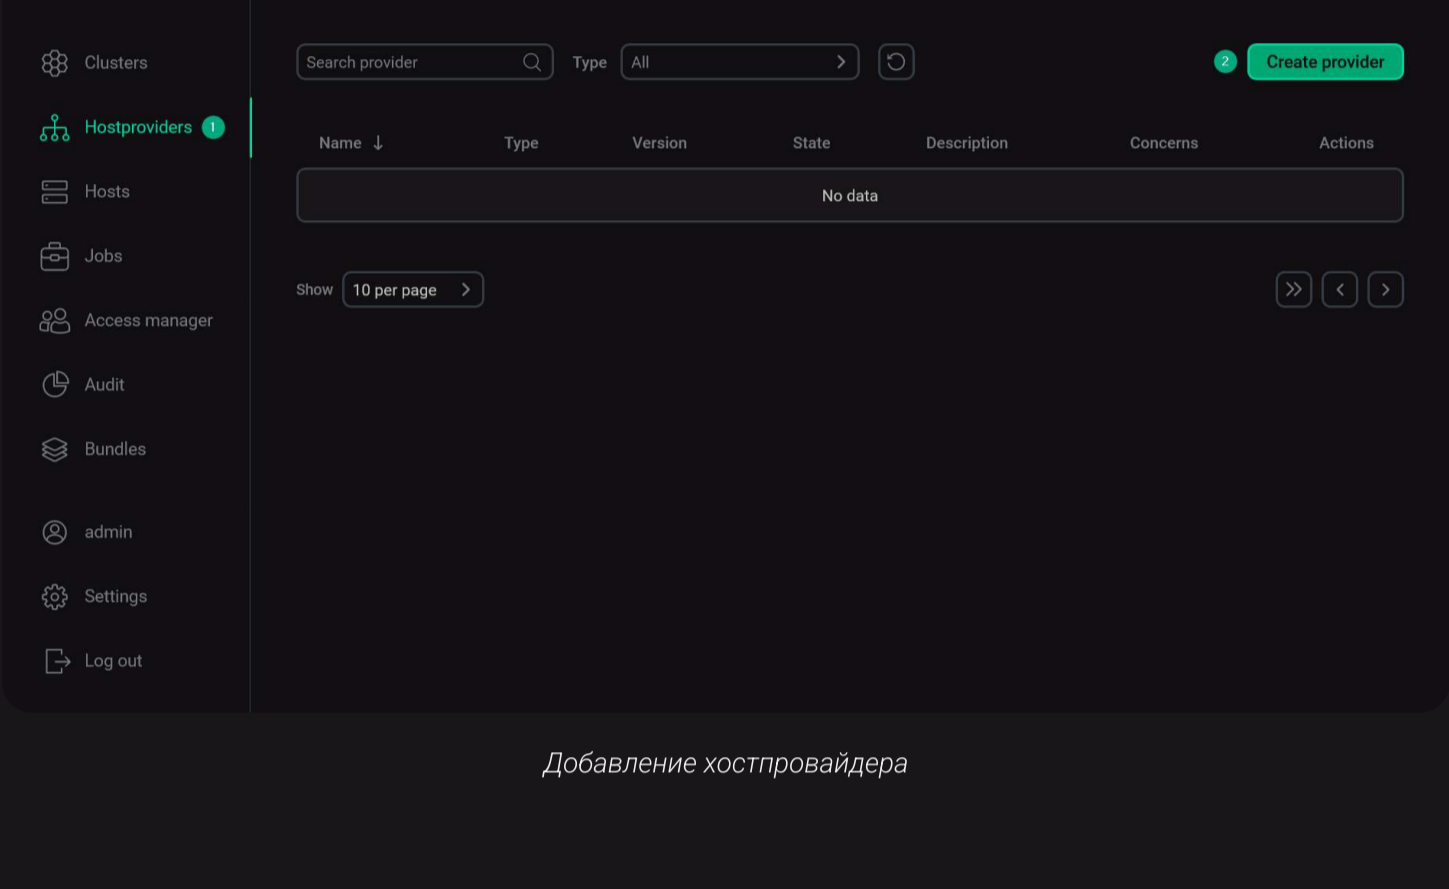 Clusters
Hostproviders 1
Hosts
Jobs
Access manager
Audit
Bundles
admin
Settings
Log out
Search provider Type All 2 Create provider
Name Type Version State Description Concerns Actions
No data
Show 10 per page
Добавление хостпровайдера